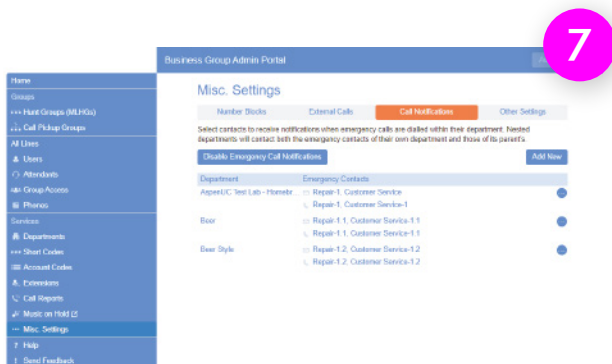 7
Business Group Admin Portal
Home
Groups
Hunt Groups (MLHGs)
Call Pickup Groups
All Lines
Users
Attendants
Group Access
Phones
Services
Departments
Short Codes
Account Codes
Extensions
Call Reports
Music on Hold
Misc. Settings
? Help
! Send Feedback
Misc. Settings
Number Blocks External Calls Call Notifications Other Settings
Select contacts to receive notifications when emergency calls are dialled within their department. Nested
departments will contact both the emergency contacts of their own department and those of its parent's.
Disable Emergency Call Notifications Add New
Department Emergency Contacts
AspenUC Test Lab - Homebr... Repair-1, Customer Service
Repair-1, Customer Service-1
Beer Repair-1.1, Customer Service-1.1
Repair-1.1, Customer Service-1.1
Beer Style Repair-1.2, Customer Service-1.2
Repair-1.2, Customer Service-1.2